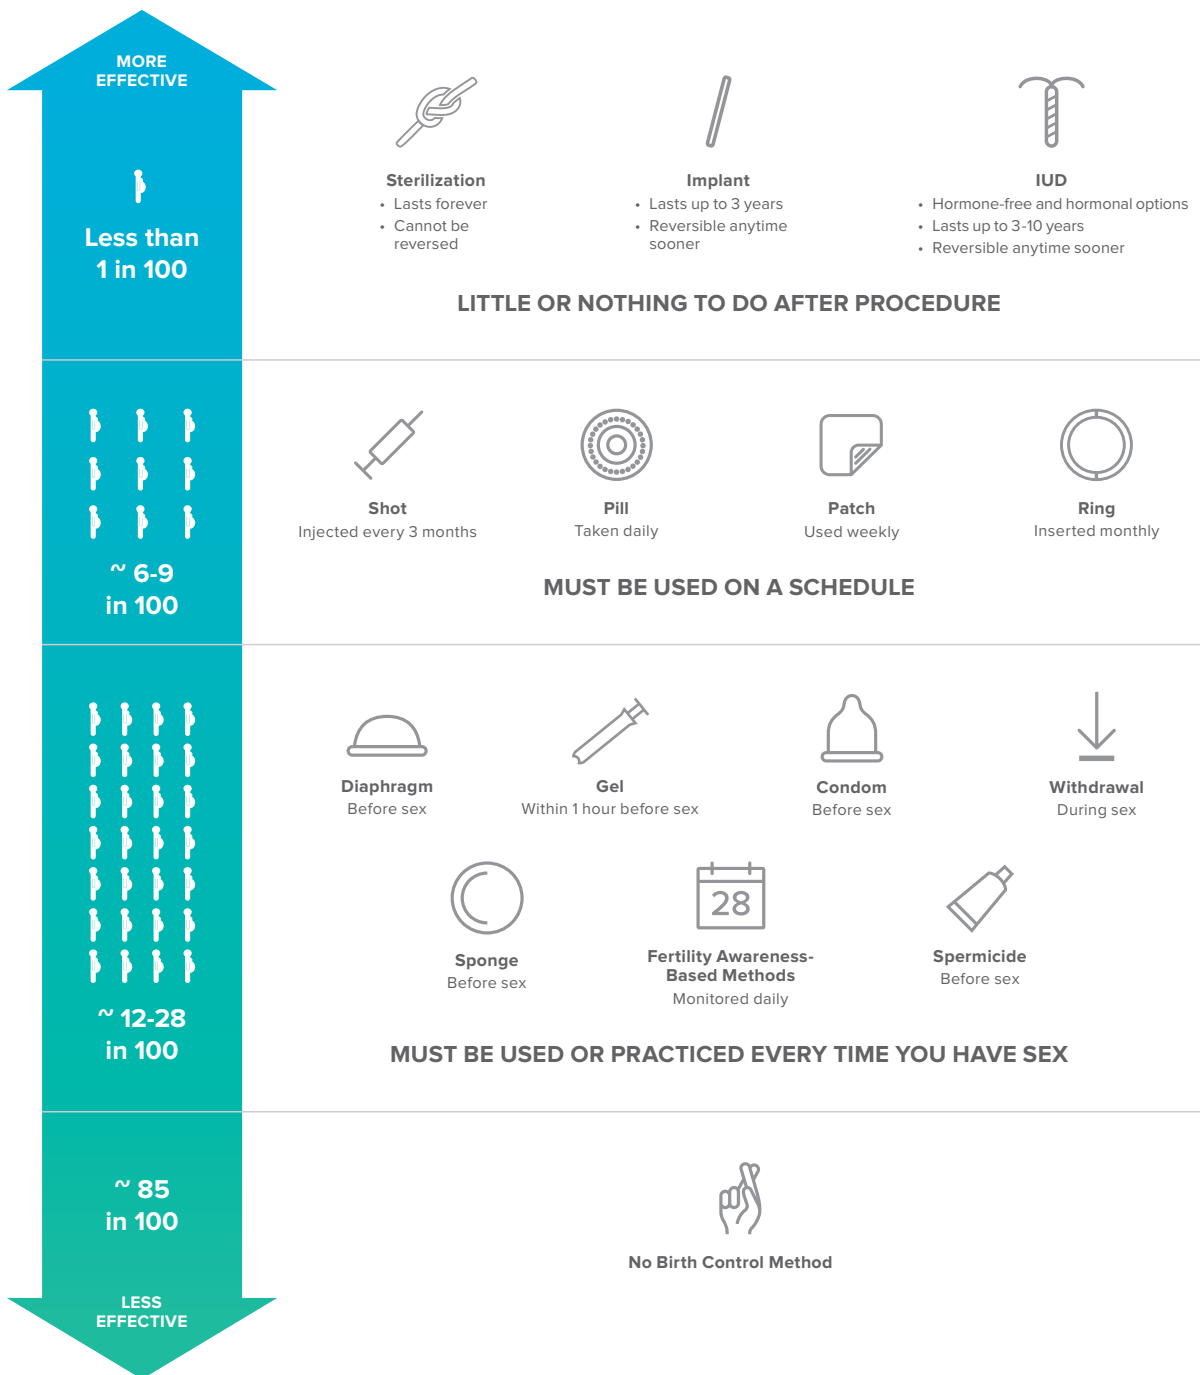 MORE
EFFECTIVE
Less than
1 in 100
Sterilization
• Lasts forever
• Cannot be
reversed
Implant
• Lasts up to 3 years
• Reversible anytime
sooner
IUD
• Hormone-free and hormonal options
• Lasts up to 3-10 years
• Reversible anytime sooner
LITTLE OR NOTHING TO DO AFTER PROCEDURE
~ 6-9
in 100
Shot
Injected every 3 months
Pill
Taken daily
Patch
Used weekly
Ring
Inserted monthly
MUST BE USED ON A SCHEDULE
~ 12-28
in 100
Diaphragm
Before sex
Gel
Within 1 hour before sex
Condom
Before sex
Withdrawal
During sex
Sponge
Before sex
28
Fertility Awareness-
Based Methods
Monitored daily
Spermicide
Before sex
MUST BE USED OR PRACTICED EVERY TIME YOU HAVE SEX
~ 85
in 100
No Birth Control Method
LESS
EFFECTIVE